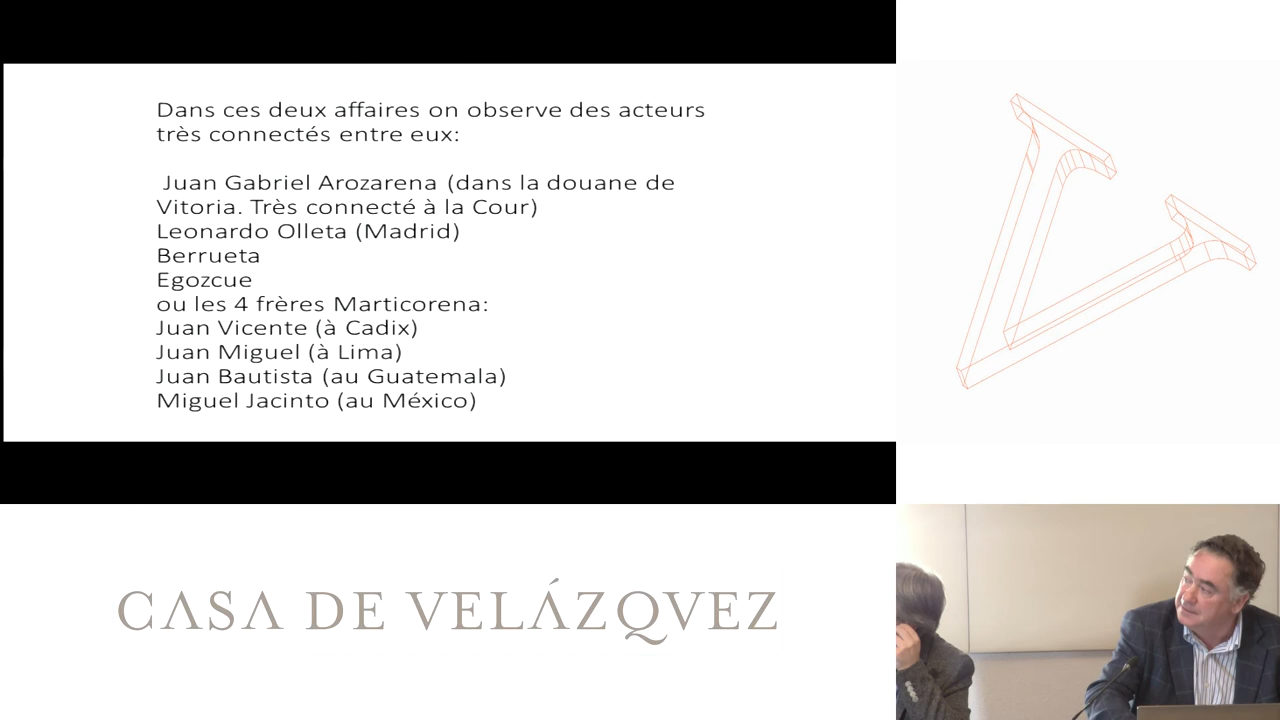 Dans ces deux affaires on observe des acteurs
très connectés entre eux:
Juan Gabriel Arozarena (dans la douane de
Vitoria. Très connecté à la Cour)
Leonardo Olleta (Madrid)
Berrueta
Egozcue
ou les 4 frères Marticorena:
Juan Vicente (à Cadix)
Juan Miguel (à Lima)
Juan Bautista (au Guatemala)
Miguel Jacinto (au México)
CASA DE VELÁZQVEZ